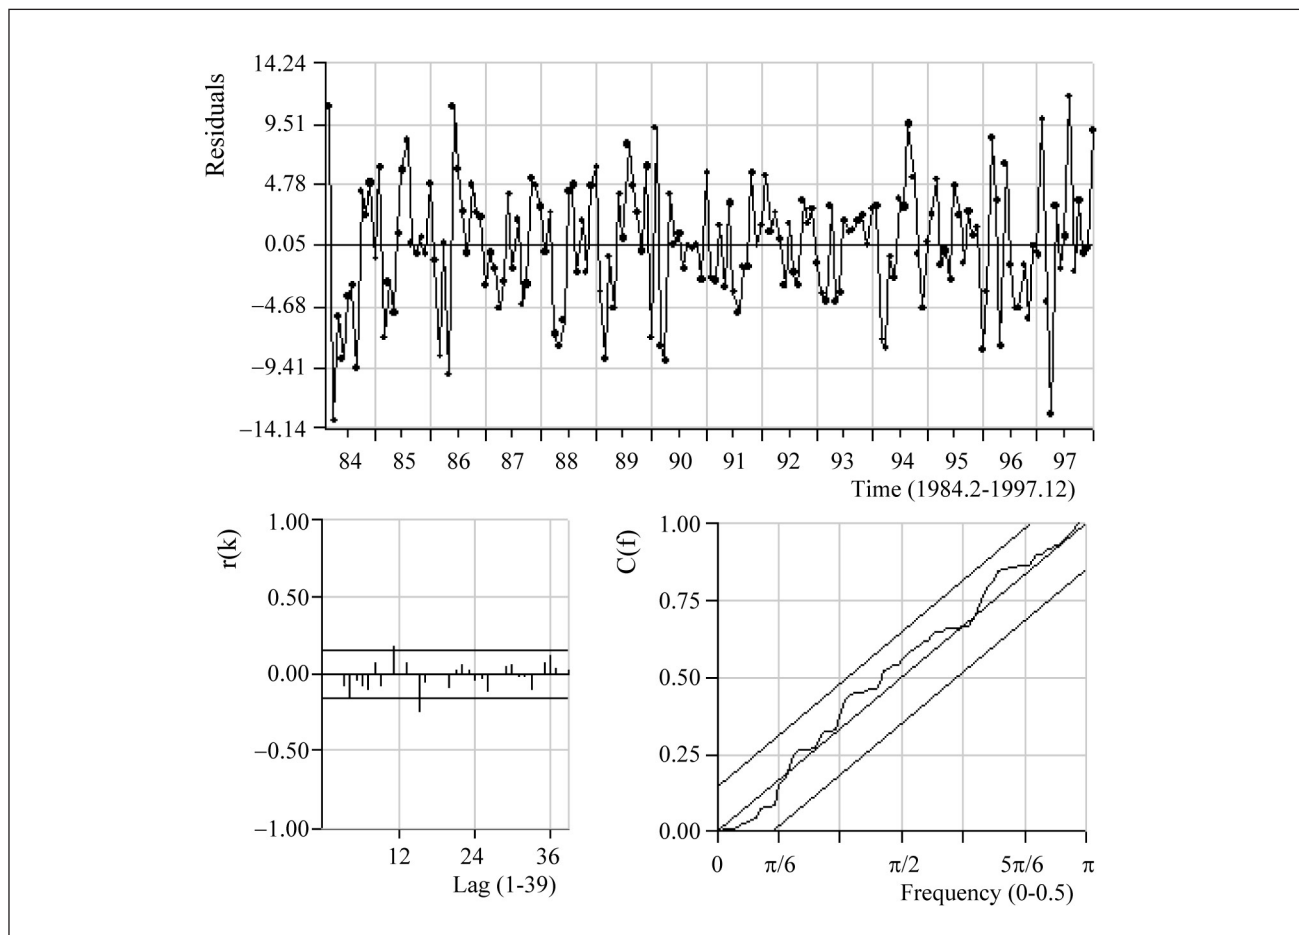 Residuals
14.24
9.51
4.78
0.05
–4.68
–9.41
–14.14
84 85 86 87 88 89 90 91 92 93 94 95 96 97
Time (1984.2-1997.12)
r(k)
1.00
0.50
0.00
–0.50
–1.00
12 24 36
Lag (1-39)
C(f)
1.00
0.75
0.50
0.25
0.00
0 π/6 π/2 5π/6 π
Frequency (0-0.5)